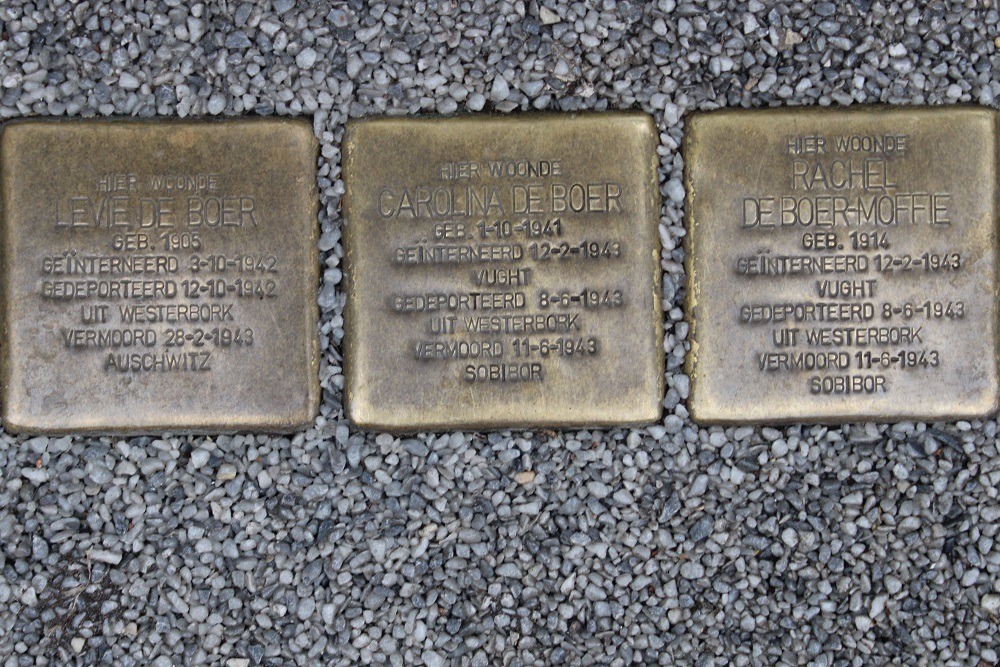 HIER WOONDE
LEVIE DE BOER
GEB. 1905
GEÏNTERNEERD 3-10-1942
GEDEPORTEERD 12-10-1942
UIT WESTERBORK
VERMOORD 28-2-1943
AUSCHWITZ
HIER WOONDE
CAROLINA DE BOER
GEB. 1-10-1941
GEÏNTERNEERD 12-2-1943
VUGHT
GEDEPORTEERD 8-6-1943
UIT WESTERBORK
VERMOORD 11-6-1943
SOBIBOR
HIER WOONDE
RACHEL
DE BOER-MOFFIE
GEB. 1914
GEÏNTERNEERD 12-2-1943
VUGHT
GEDEPORTEERD 8-6-1943
UIT WESTERBORK
VERMOORD 11-6-1943
SOBIBOR